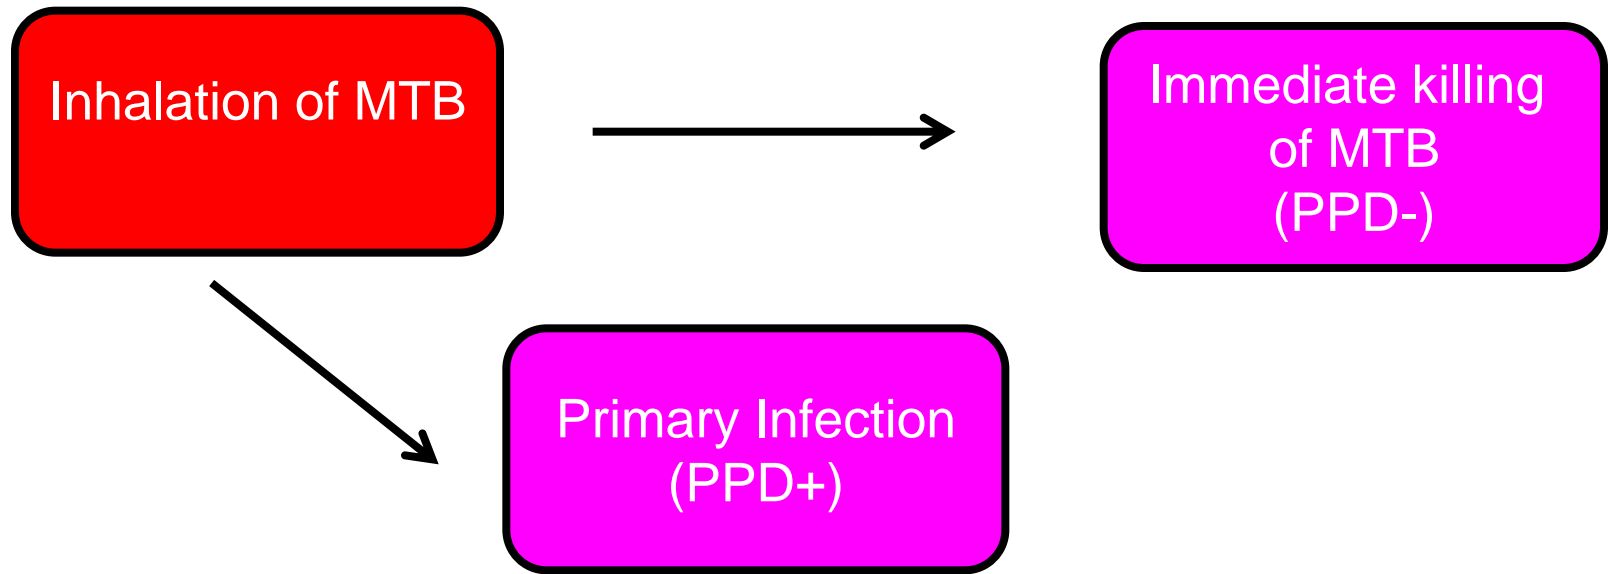 Inhalation of MTB
Immediate killing
of MTB
(PPD-)
Primary Infection
(PPD+)